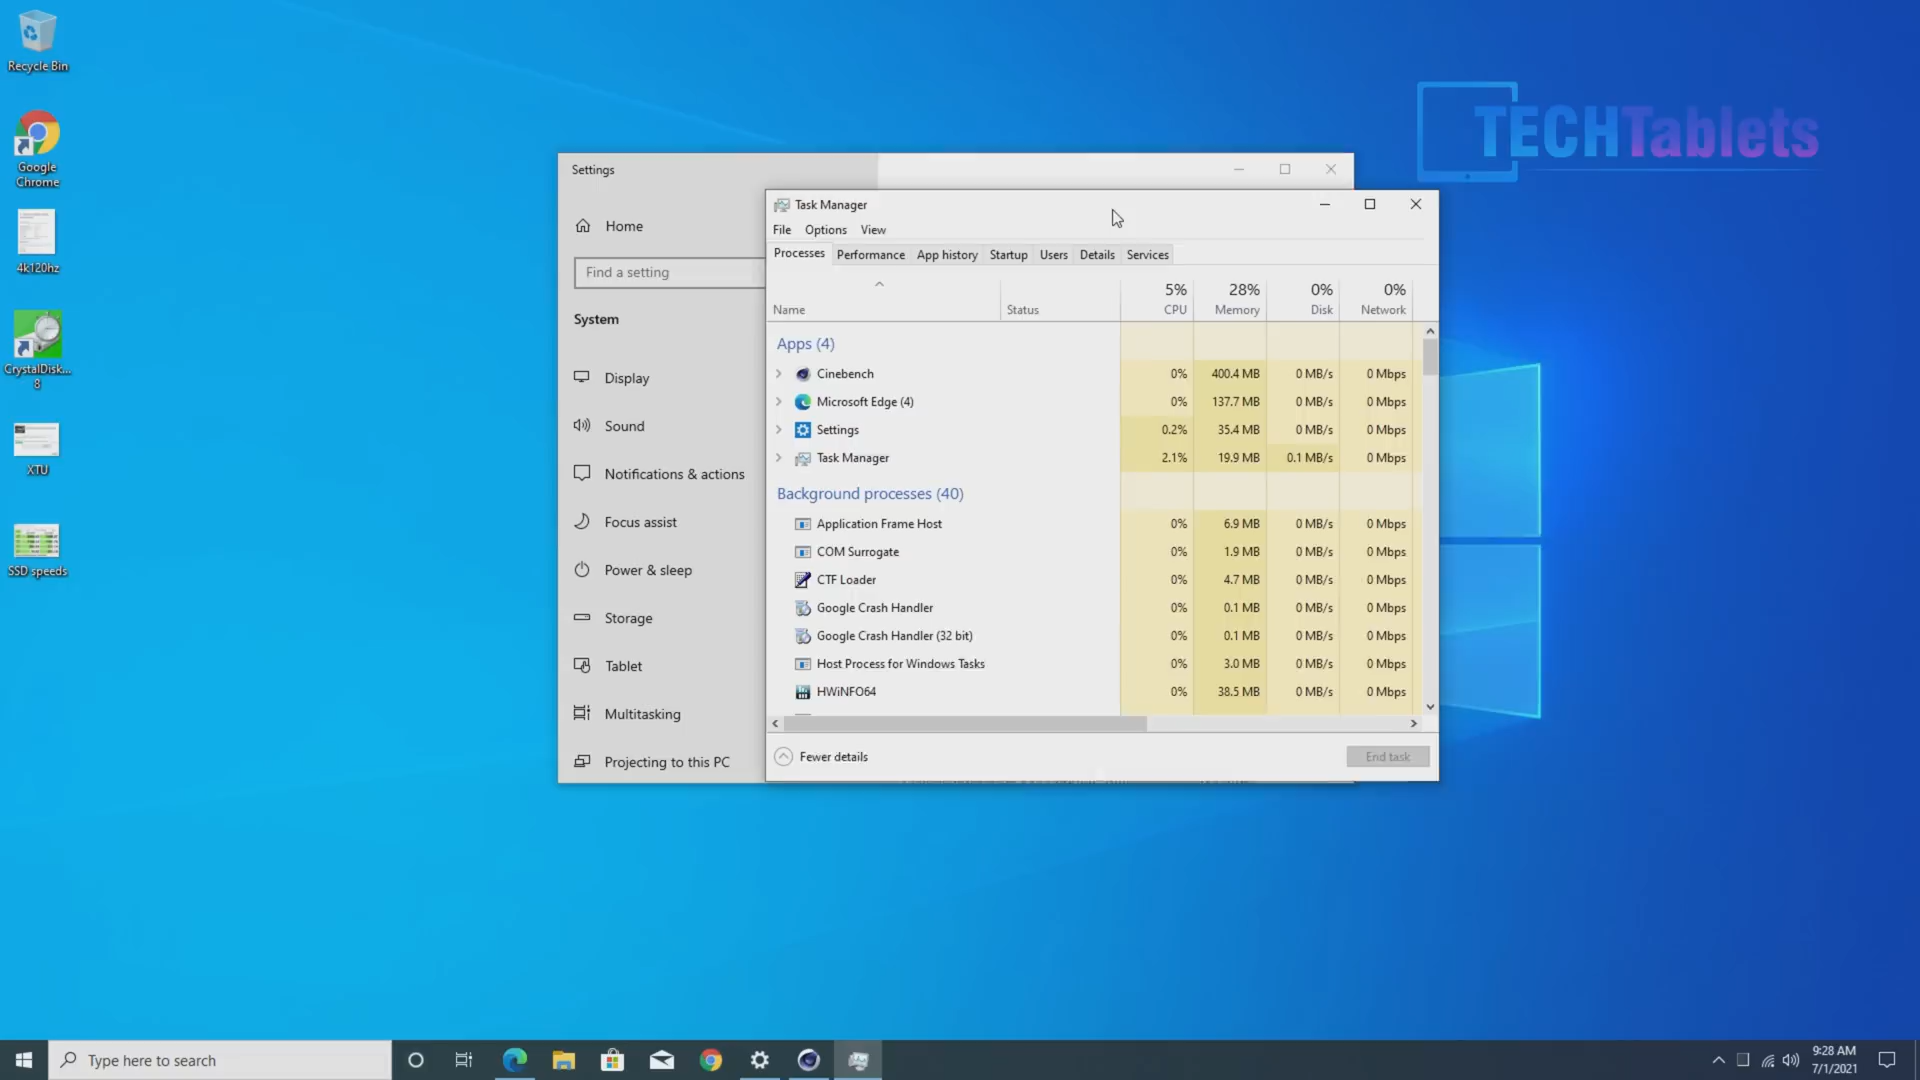 Recycle Bin
Google
Chrome
4k120hz
CrystalDisk...
8
XTU
SSD speeds
TECHTablets
Settings
Home
Find a setting
System
Display
Sound
Notifications & actions
Focus assist
Power & sleep
Storage
Tablet
Multitasking
Projecting to this PC
Task Manager
File Options View
Processes Performance App history Startup Users Details Services
5% 28% 0% 0%
Name Status CPU Memory Disk Network
Apps (4)
Cinebench 0% 400.4 MB 0 MB/s 0 Mbps
Microsoft Edge (4) 0% 137.7 MB 0 MB/s 0 Mbps
Settings 0.2% 35.4 MB 0 MB/s 0 Mbps
Task Manager 2.1% 19.9 MB 0.1 MB/s 0 Mbps
Background processes (40)
Application Frame Host 0% 6.9 MB 0 MB/s 0 Mbps
COM Surrogate 0% 1.9 MB 0 MB/s 0 Mbps
CTF Loader 0% 4.7 MB 0 MB/s 0 Mbps
Google Crash Handler 0% 0.1 MB 0 MB/s 0 Mbps
Google Crash Handler (32 bit) 0% 0.1 MB 0 MB/s 0 Mbps
Host Process for Windows Tasks 0% 3.0 MB 0 MB/s 0 Mbps
HWiNFO64 0% 38.5 MB 0 MB/s 0 Mbps
Fewer details
End task
Type here to search
9:28 AM
7/1/2021